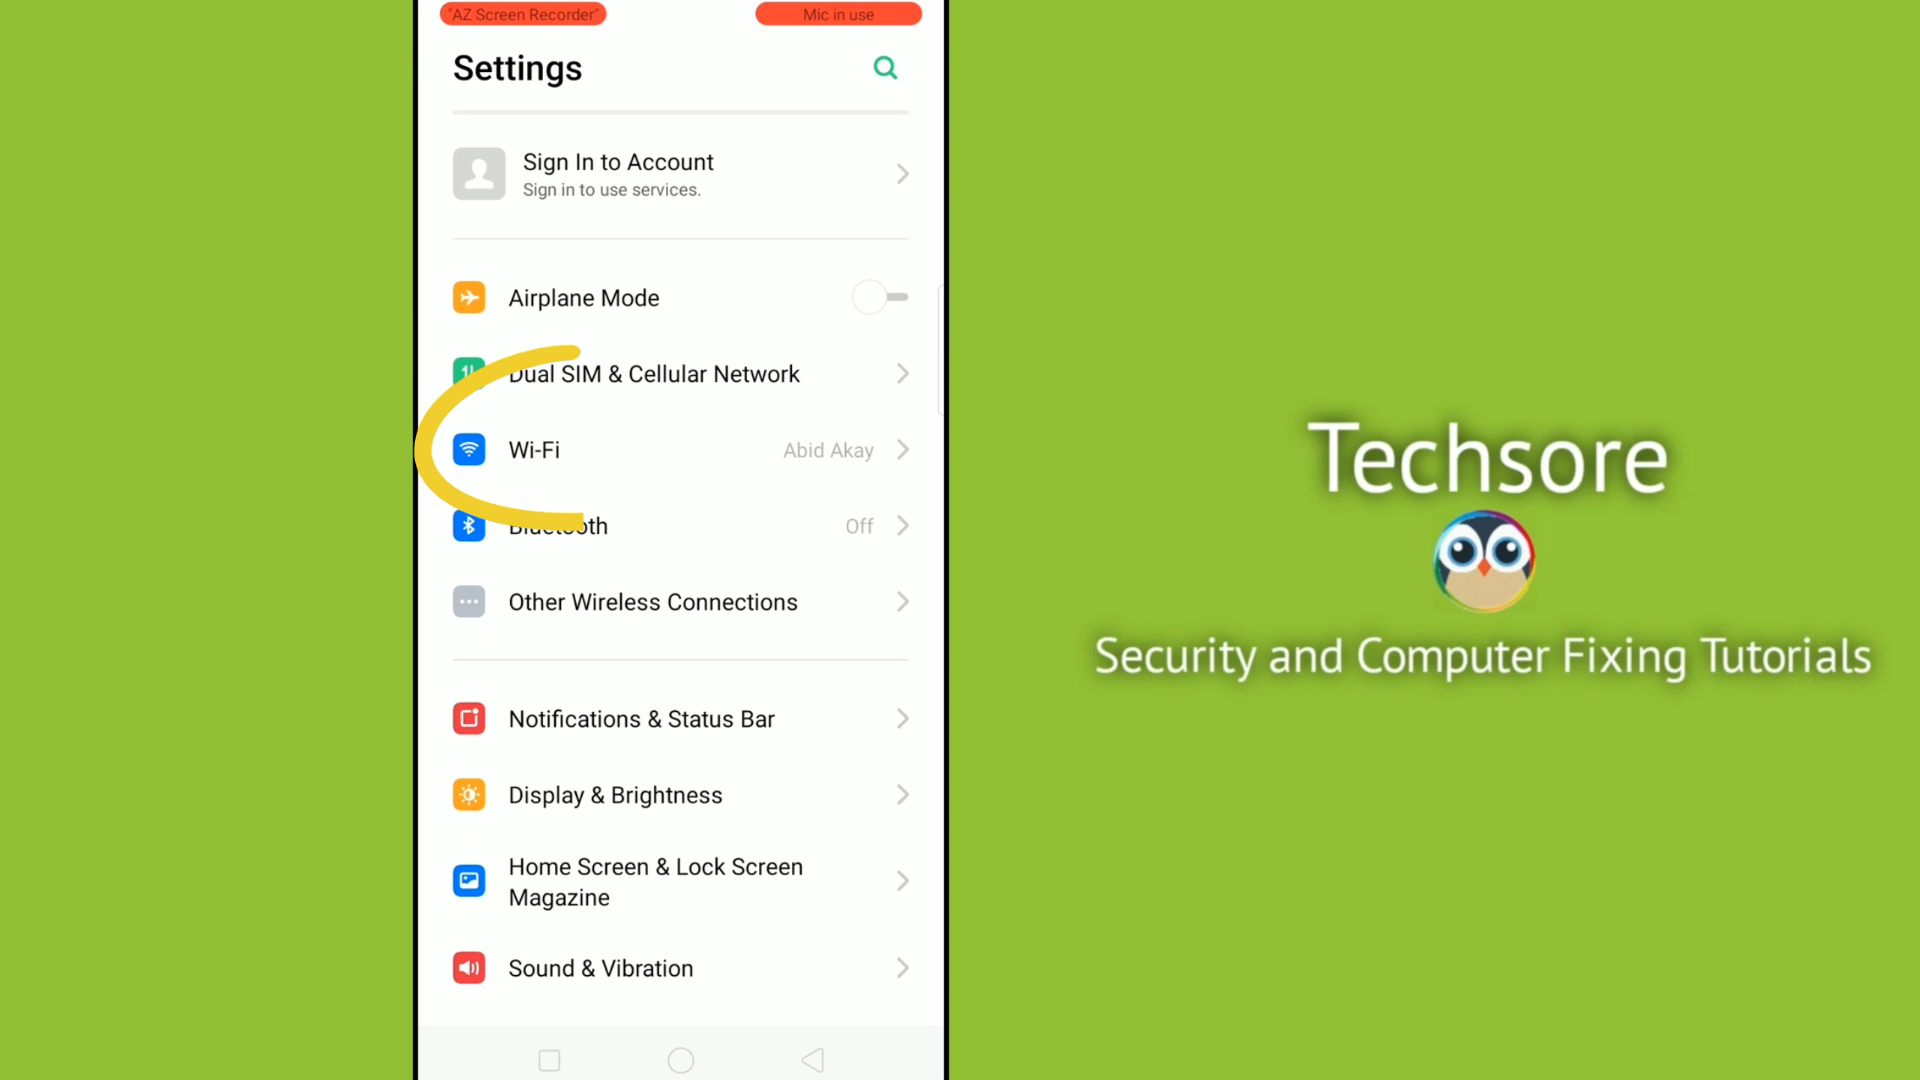 "AZ Screen Recorder"
Mic in use
Settings
Sign In to Account
Sign in to use services.
Airplane Mode
Dual SIM & Cellular Network
Wi-Fi
Abid Akay
Bluetooth
Off
Other Wireless Connections
Notifications & Status Bar
Display & Brightness
Home Screen & Lock Screen
Magazine
Sound & Vibration
Techsore
Security and Computer Fixing Tutorials